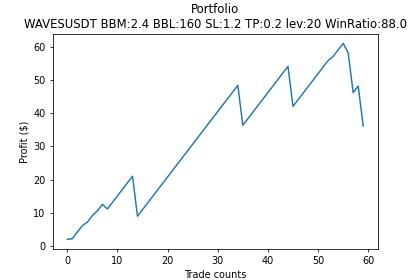 Portfolio
WAVESUSDT BBM:2.4 BBL:160 SL:1.2 TP:0.2 lev:20 WinRatio:88.0
60
50
40
30
20
10
0
Profit ($)
0 10 20 30 40 50 60
Trade counts